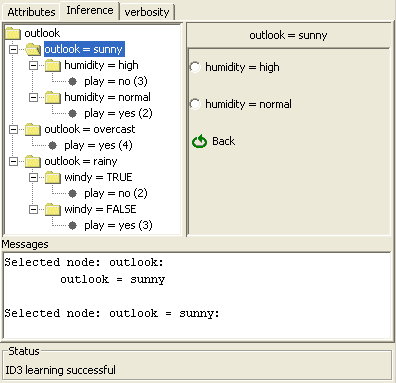 Attributes Inference verbosity
outlook
outlook = sunny
humidity = high
play = no (3)
humidity = normal
play = yes (2)
outlook = overcast
play = yes (4)
outlook = rainy
windy = TRUE
play = no (2)
windy = FALSE
play = yes (3)
outlook = sunny
humidity = high
humidity = normal
Back
Messages
Selected node: outlook:
outlook = sunny
Selected node: outlook = sunny:
Status
ID3 learning successful